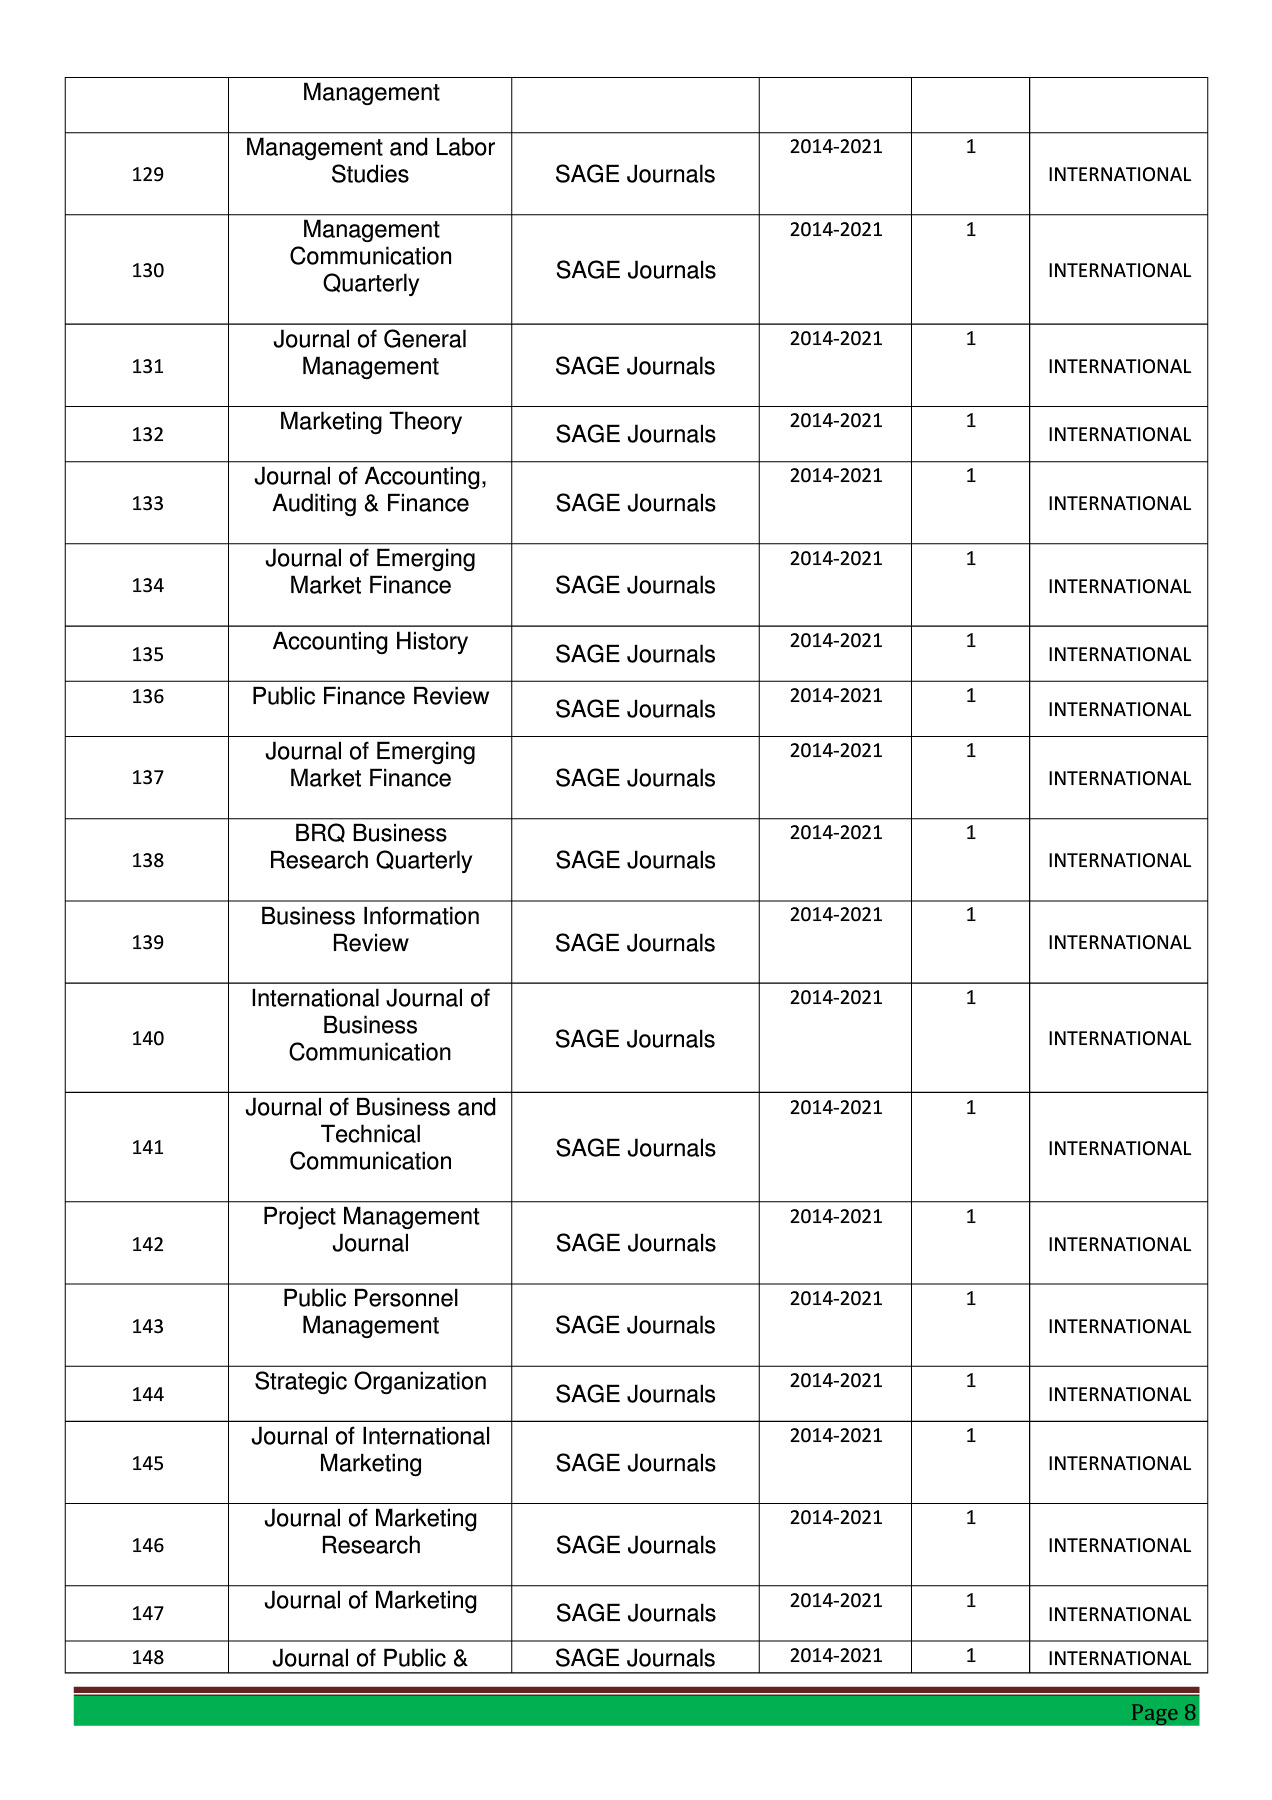 Management
129 Management and Labor Studies SAGE Journals 2014-2021 1 INTERNATIONAL
130 Management Communication Quarterly SAGE Journals 2014-2021 1 INTERNATIONAL
131 Journal of General Management SAGE Journals 2014-2021 1 INTERNATIONAL
132 Marketing Theory SAGE Journals 2014-2021 1 INTERNATIONAL
133 Journal of Accounting, Auditing & Finance SAGE Journals 2014-2021 1 INTERNATIONAL
134 Journal of Emerging Market Finance SAGE Journals 2014-2021 1 INTERNATIONAL
135 Accounting History SAGE Journals 2014-2021 1 INTERNATIONAL
136 Public Finance Review SAGE Journals 2014-2021 1 INTERNATIONAL
137 Journal of Emerging Market Finance SAGE Journals 2014-2021 1 INTERNATIONAL
138 BRQ Business Research Quarterly SAGE Journals 2014-2021 1 INTERNATIONAL
139 Business Information Review SAGE Journals 2014-2021 1 INTERNATIONAL
140 International Journal of Business Communication SAGE Journals 2014-2021 1 INTERNATIONAL
141 Journal of Business and Technical Communication SAGE Journals 2014-2021 1 INTERNATIONAL
142 Project Management Journal SAGE Journals 2014-2021 1 INTERNATIONAL
143 Public Personnel Management SAGE Journals 2014-2021 1 INTERNATIONAL
144 Strategic Organization SAGE Journals 2014-2021 1 INTERNATIONAL
145 Journal of International Marketing SAGE Journals 2014-2021 1 INTERNATIONAL
146 Journal of Marketing Research SAGE Journals 2014-2021 1 INTERNATIONAL
147 Journal of Marketing SAGE Journals 2014-2021 1 INTERNATIONAL
148 Journal of Public & SAGE Journals 2014-2021 1 INTERNATIONAL
Page 8